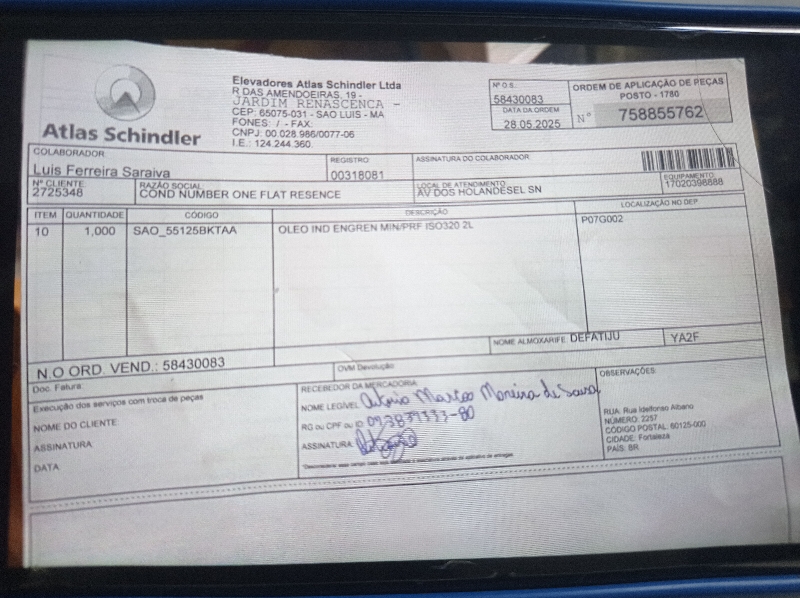 Elevadores Atlas Schindler Ltda
R DAS AMENDOEIRAS, 19 -
JARDIM RENASCENCA -
CEP: 65075-031 - SAO LUIS - MA
FONES: / - FAX:
CNPJ: 00.028.986/0077-06
I.E.: 124.244.360.
Atlas Schindler
Nº O.S.
58430083
DATA DA ORDEM
28.05.2025
ORDEM DE APLICAÇÃO DE PEÇAS
POSTO - 1780
N° 758855762
COLABORADOR
Luis Ferreira Saraiva
REGISTRO
00318081
ASSINATURA DO COLABORADOR
Nº CLIENTE
2725348
RAZÃO SOCIAL
COND NUMBER ONE FLAT RESENCE
LOCAL DE ATENDIMENTO
AV DOS HOLANDESEL SN
EQUIPAMENTO
17020398888
ITEM QUANTIDADE CÓDIGO DESCRIÇÃO LOCALIZAÇÃO NO DEP
10 1,000 SAO_55125BKTAA OLEO IND ENGREN MIN/PRF ISO320 2L P07G002
NOME ALMOXARIFE DEFATIJU YA2F
N.O ORD. VEND.: 58430083
OVM Devolução
Doc. Fatura
Execução dos serviços com troca de peças
NOME DO CLIENTE
ASSINATURA
DATA
RECEBEDOR DA MERCADORIA
NOME LEGÍVEL Antonio Marcos Moreira de Sousa
RG ou CPF ou ID
ASSINATURA
OBSERVAÇÕES
RUA: Rua Ildelfonso Albano
NÚMERO: 2257
CÓDIGO POSTAL: 60125-000
CIDADE: Fortaleza
PAÍS: BR